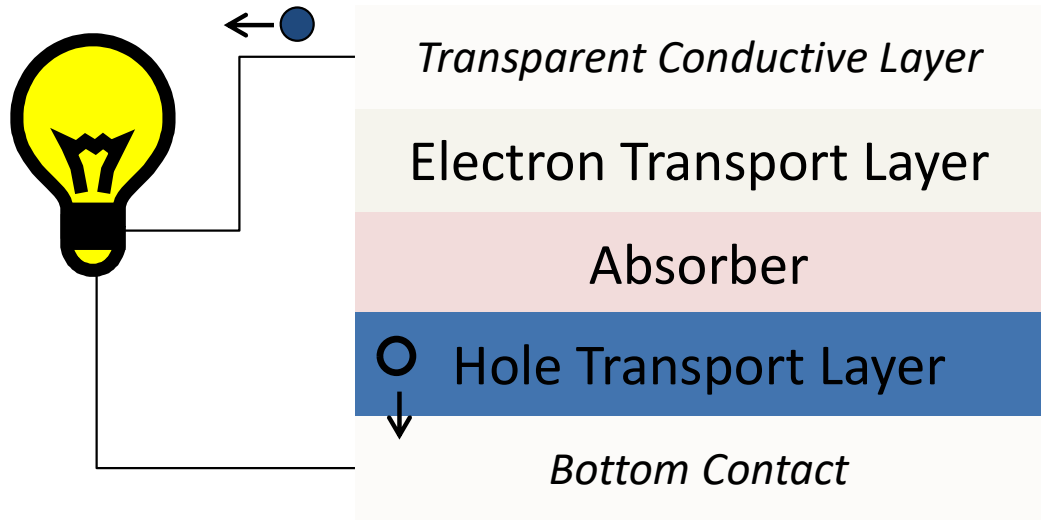 Transparent Conductive Layer
Electron Transport Layer
Absorber
Hole Transport Layer
Bottom Contact